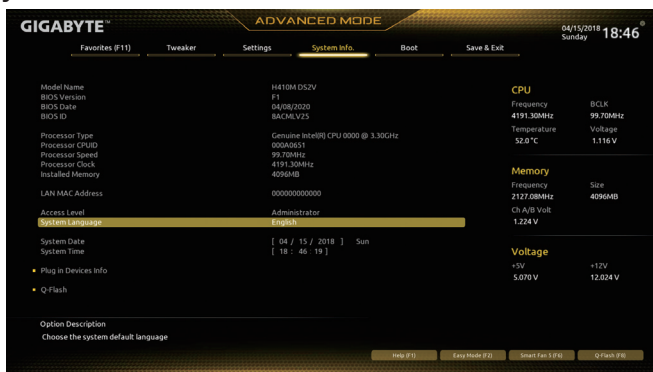 GIGABYTE™
ADVANCED MODE
04/15/2018 Sunday 18:46
Favorites (F11) Tweaker Settings System Info. Boot Save & Exit
Model Name H410M DS2V
BIOS Version F1
BIOS Date 04/08/2020
BIOS ID 8ACMLV25
Processor Type Genuine Intel(R) CPU 0000 @ 3.30GHz
Processor CPUID 000A0651
Processor Speed 99.70MHz
Processor Clock 4191.30MHz
Installed Memory 4096MB
LAN MAC Address 000000000000
Access Level Administrator
System Language English
System Date [ 04 / 15 / 2018 ] Sun
System Time [ 18 : 46 : 19 ]
Plug in Devices Info
Q-Flash
CPU
Frequency BCLK
4191.30MHz 99.70MHz
Temperature Voltage
52.0 °C 1.116 V
Memory
Frequency Size
2127.08MHz 4096MB
Ch A/B Volt
1.224 V
Voltage
+5V +12V
5.070 V 12.024 V
Option Description
Choose the system default language
Help (F1) Easy Mode (F2) Smart Fan 5 (F6) Q-Flash (F8)